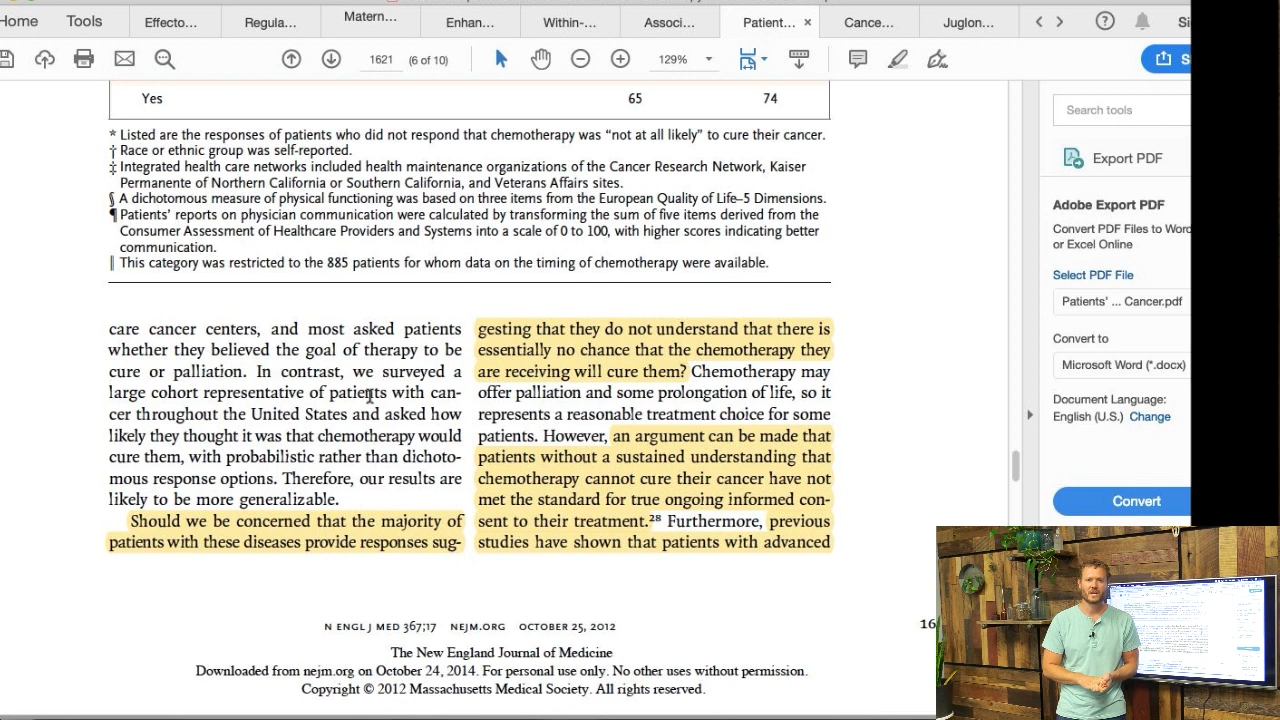 Home
Tools
Effecto...
Regula...
Matern...
Enhan...
Within-...
Associ...
Patient...
Cance...
Juglon...
1621
(6 of 10)
129%
Yes 65 74
* Listed are the responses of patients who did not respond that chemotherapy was “not at all likely” to cure their cancer.
† Race or ethnic group was self-reported.
‡ Integrated health care networks included health maintenance organizations of the Cancer Research Network, Kaiser
Permanente of Northern California or Southern California, and Veterans Affairs sites.
§ A dichotomous measure of physical functioning was based on three items from the European Quality of Life–5 Dimensions.
¶ Patients’ reports on physician communication were calculated by transforming the sum of five items derived from the
Consumer Assessment of Healthcare Providers and Systems into a scale of 0 to 100, with higher scores indicating better
communication.
‖ This category was restricted to the 885 patients for whom data on the timing of chemotherapy were available.
care cancer centers, and most asked patients
whether they believed the goal of therapy to be
cure or palliation. In contrast, we surveyed a
large cohort representative of patients with can-
cer throughout the United States and asked how
likely they thought it was that chemotherapy would
cure them, with probabilistic rather than dichoto-
mous response options. Therefore, our results are
likely to be more generalizable.
Should we be concerned that the majority of
patients with these diseases provide responses sug-
gesting that they do not understand that there is
essentially no chance that the chemotherapy they
are receiving will cure them? Chemotherapy may
offer palliation and some prolongation of life, so it
represents a reasonable treatment choice for some
patients. However, an argument can be made that
patients without a sustained understanding that
chemotherapy cannot cure their cancer have not
met the standard for true ongoing informed con-
sent to their treatment.²⁸ Furthermore, previous
studies have shown that patients with advanced
N ENGL J MED 367;17 NEJM.ORG OCTOBER 25, 2012
16
The New England Journal of Medicine
Downloaded from nejm.org on October 24, 2014. For personal use only. No other uses without permission.
Copyright © 2012 Massachusetts Medical Society. All rights reserved.
Search tools
Export PDF
Adobe Export PDF
Convert PDF Files to Word
or Excel Online
Select PDF File
Patients' ... Cancer.pdf
Convert to
Microsoft Word (*.docx)
Document Language:
English (U.S.) Change
Convert